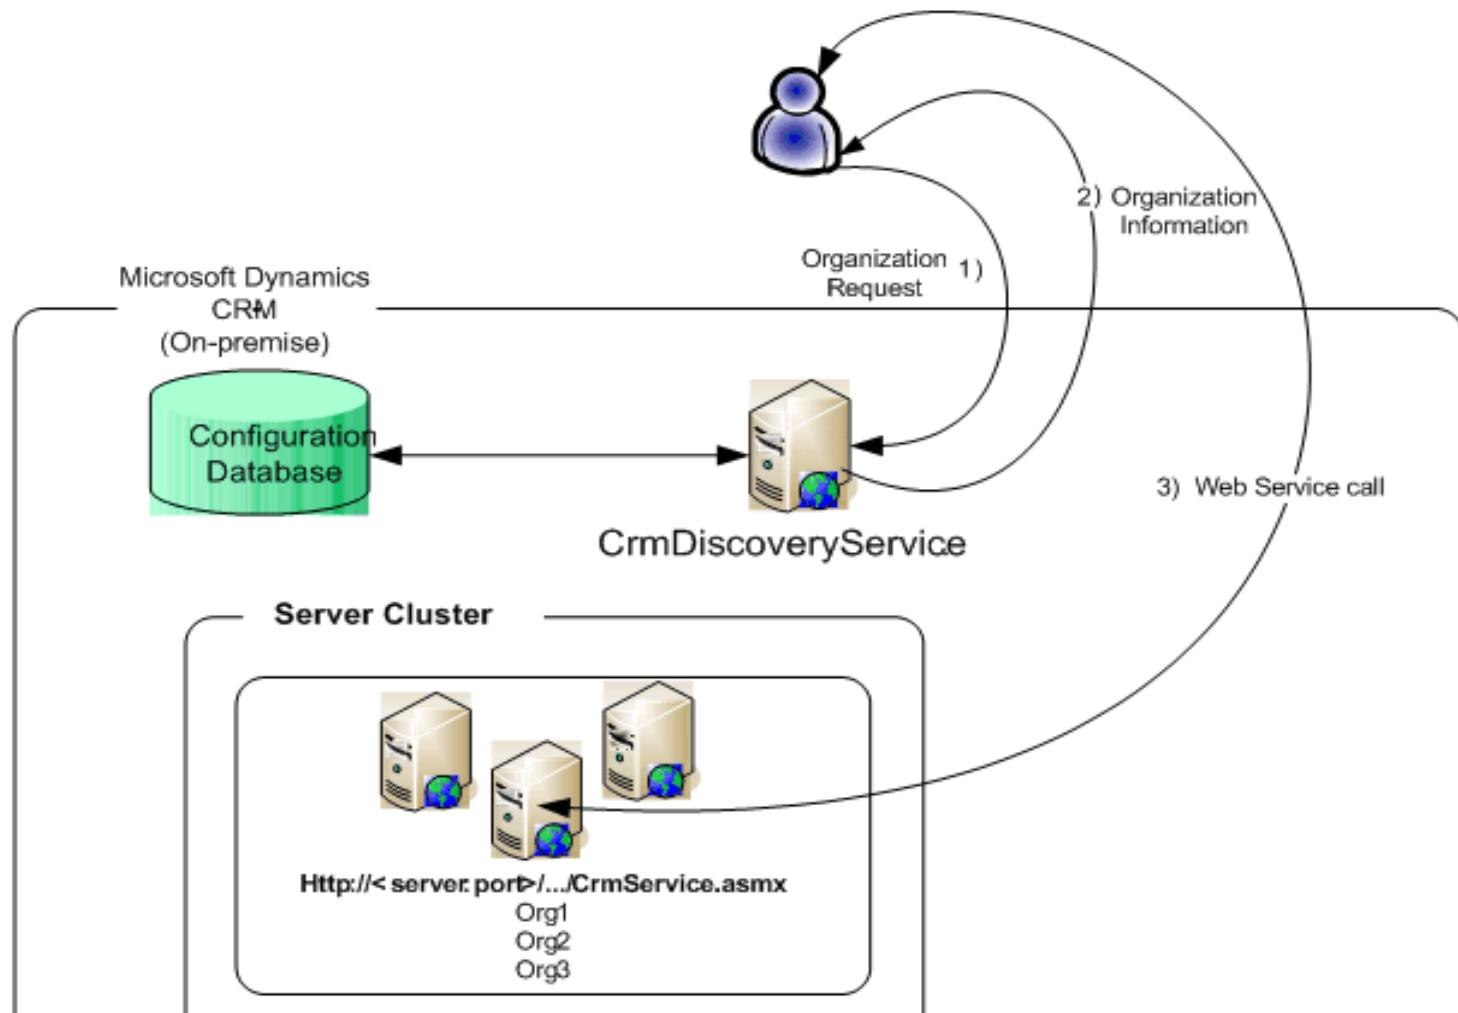 2) Organization
Information
Organization 1)
Request
Microsoft Dynamics
CRM
(On-premise)
Configuration
Database
3) Web Service call
CrmDiscoveryService
Server Cluster
Http://<server:port>/.../CrmService.asmx
Org1
Org2
Org3